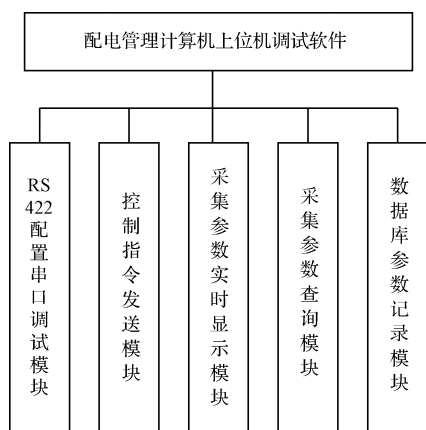 配电管理计算机上位机调试软件
RS422配置串口调试模块
控制指令发送模块
采集参数实时显示模块
采集参数查询模块
数据库参数记录模块